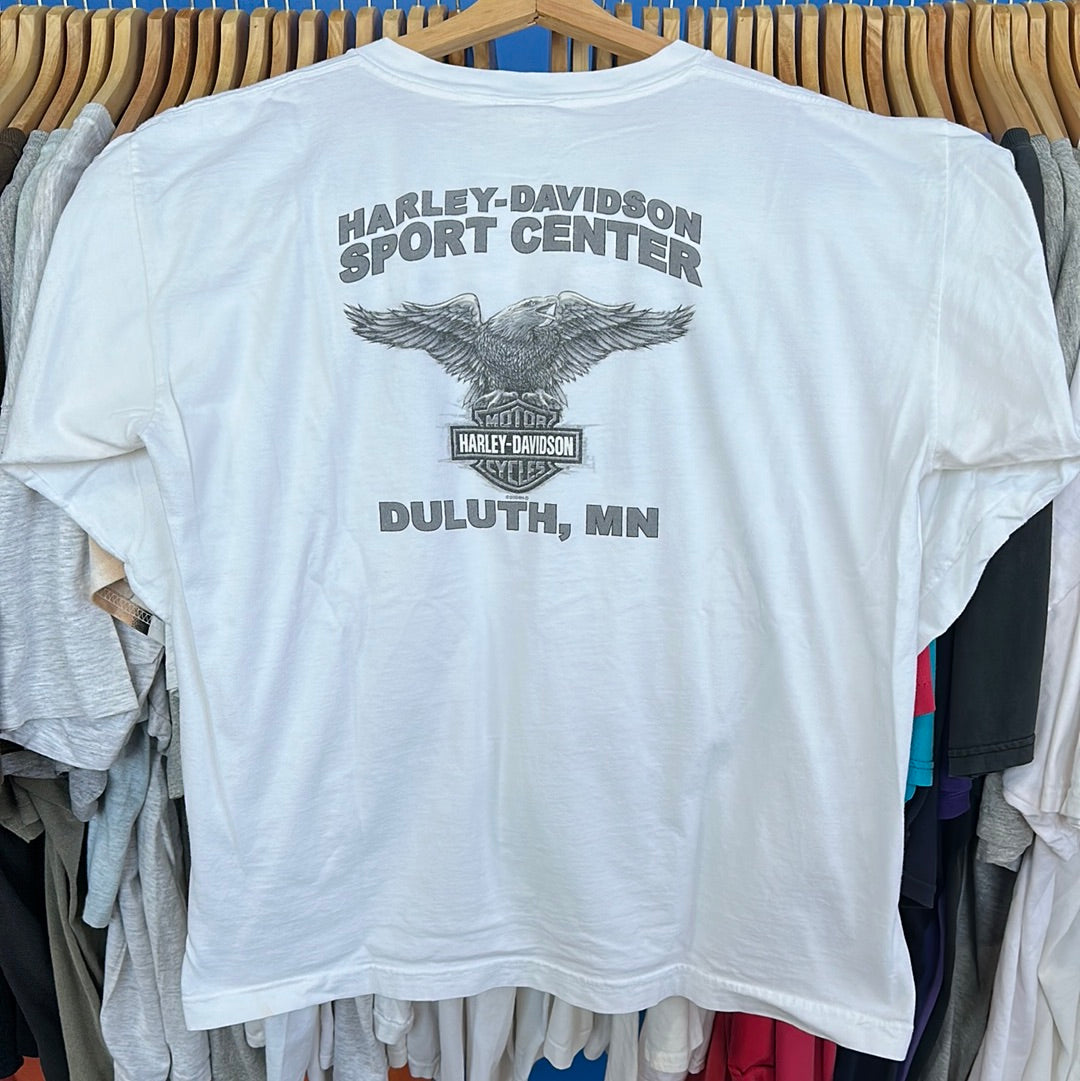 HARLEY-DAVIDSON
SPORT CENTER
MOTOR
HARLEY-DAVIDSON
CYCLES
DULUTH, MN